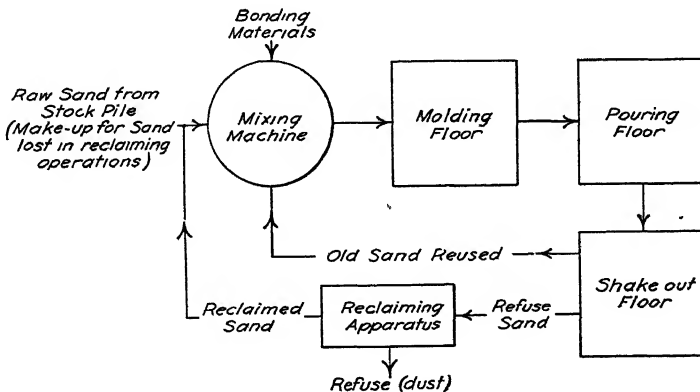 Bonding
Materials
Raw Sand from
Stock Pile
(Make-up for Sand
lost in reclaiming
operations)
Mixing
Machine
Molding
Floor
Pouring
Floor
Old Sand Reused
Shake out
Floor
Reclaimed
Sand
Reclaiming
Apparatus
Refuse
Sand
Refuse (dust)